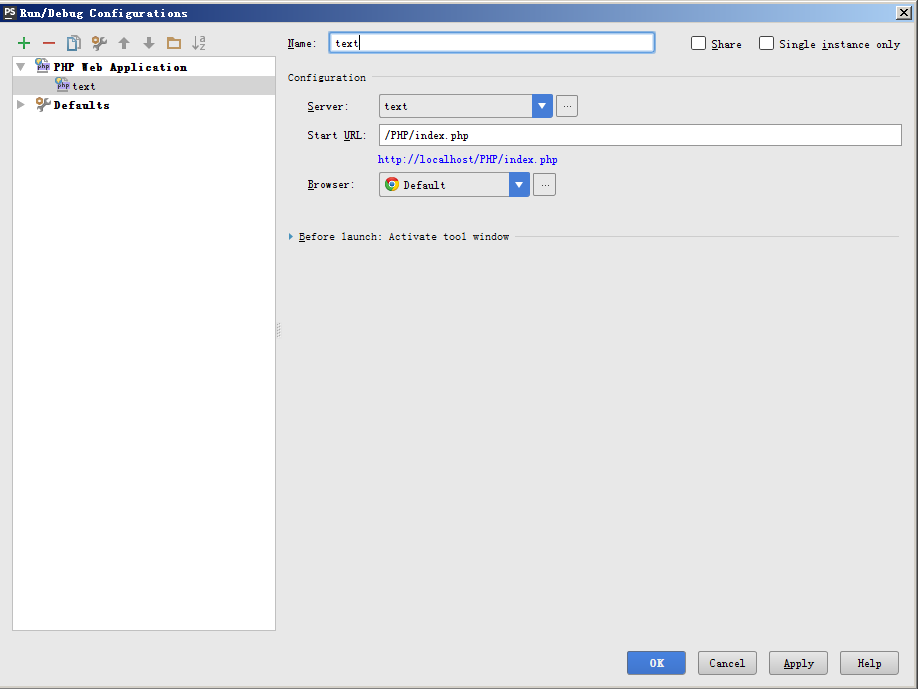 PS Run/Debug Configurations
Name: text Share Single instance only
PHP Web Application
text
Defaults
Configuration
Server: text ...
Start URL: /PHP/index.php
http://localhost/PHP/index.php
Browser: Default ...
Before launch: Activate tool window
OK Cancel Apply Help